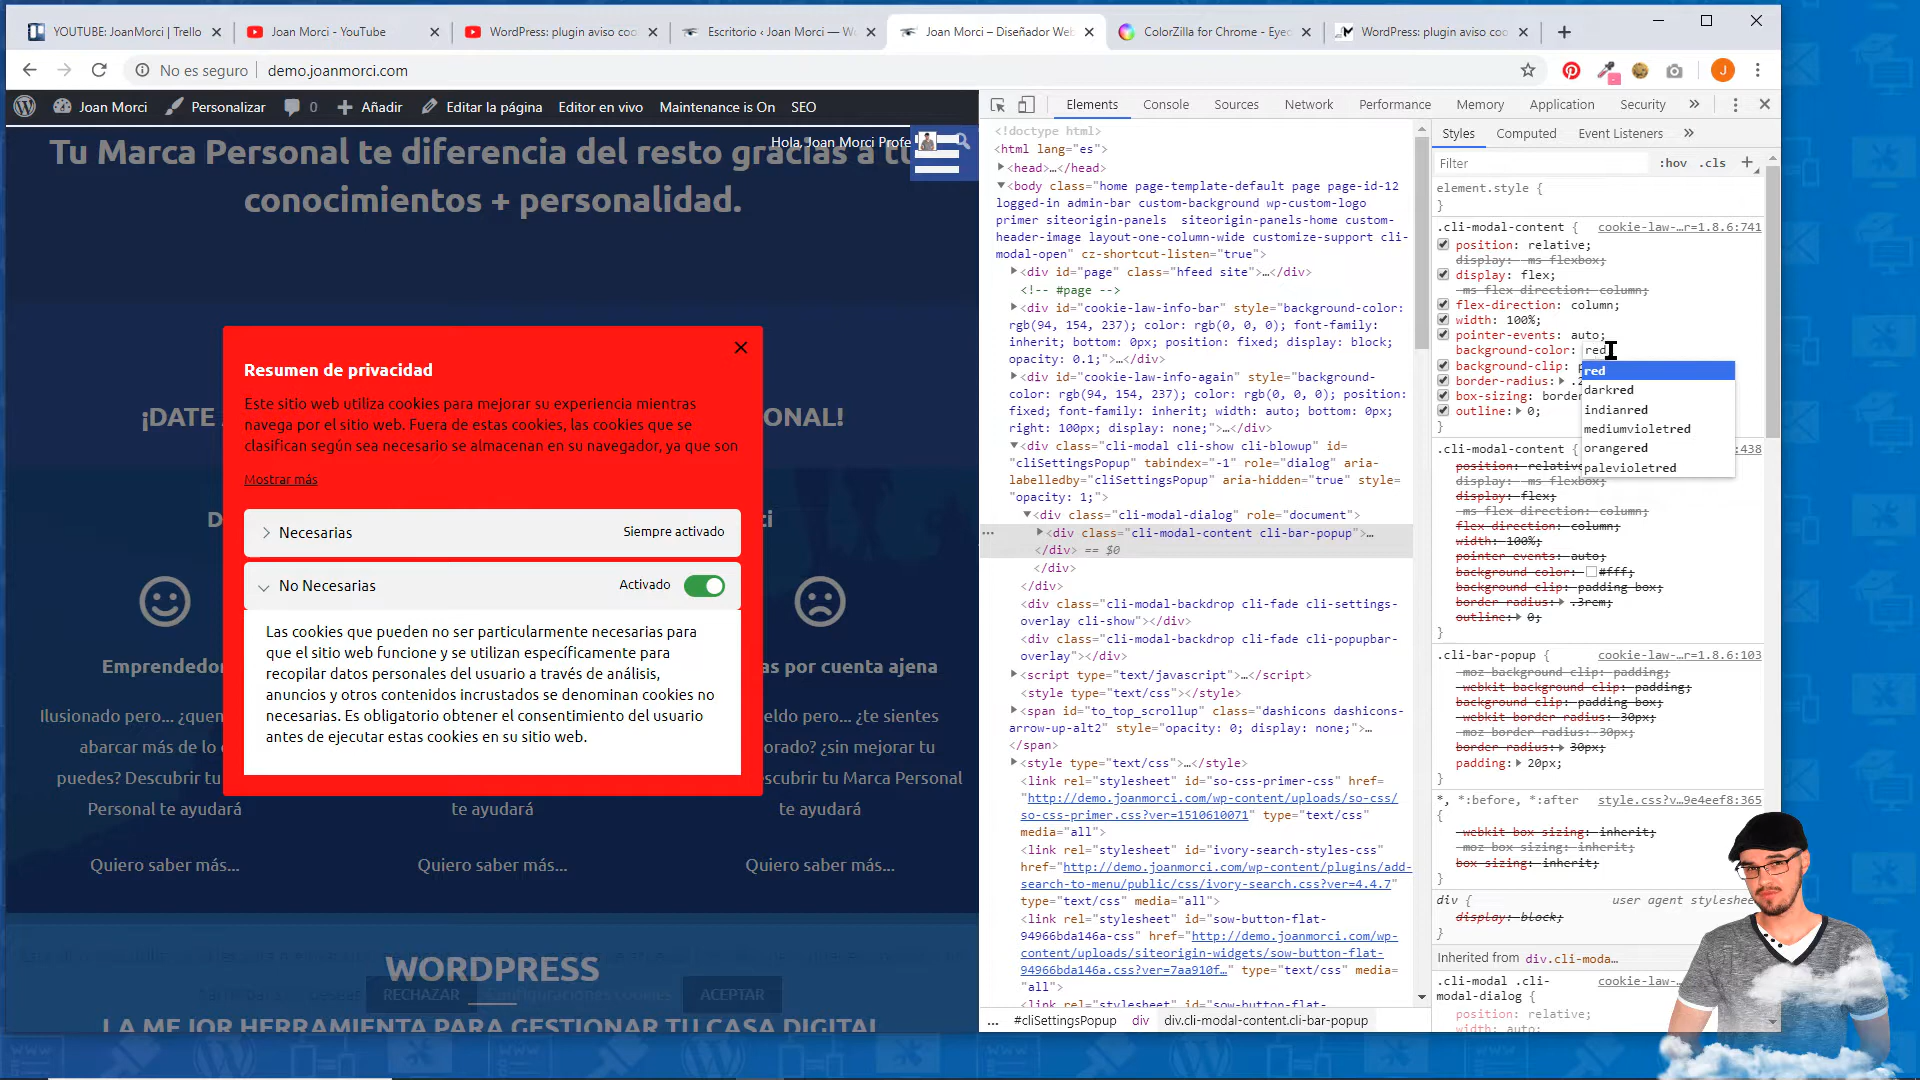 YOUTUBE: JoanMorci | Trello
Joan Morci - YouTube
WordPress: plugin aviso coo
Escritorio ‹ Joan Morci — W
Joan Morci – Diseñador Web
ColorZilla for Chrome - Eyed
WordPress: plugin aviso coo
No es seguro
demo.joanmorci.com
Joan Morci
Personalizar
0
Añadir
Editar la página
Editor en vivo
Maintenance is On
SEO
Hola, Joan Morci Profe
Tu Marca Personal te diferencia del resto gracias a tu
conocimientos + personalidad.
¡DATE
ONAL!
Resumen de privacidad
Este sitio web utiliza cookies para mejorar su experiencia mientras
navega por el sitio web. Fuera de estas cookies, las cookies que se
clasifican según sea necesario se almacenan en su navegador, ya que son
Mostrar más
Necesarias
Siempre activado
No Necesarias
Activado
Las cookies que pueden no ser particularmente necesarias para
que el sitio web funcione y se utilizan específicamente para
recopilar datos personales del usuario a través de análisis,
anuncios y otros contenidos incrustados se denominan cookies no
necesarias. Es obligatorio obtener el consentimiento del usuario
antes de ejecutar estas cookies en su sitio web.
Emprendedor
as por cuenta ajena
Ilusionado pero... ¿quer
abarcar más de lo
puedes? Descubrir tu
Personal te ayudará
te ayudará
eldo pero... ¿te sientes
orado? ¿sin mejorar tu
escubrir tu Marca Personal
te ayudará
Quiero saber más...
Quiero saber más...
Quiero saber más...
WORDPRESS
RECHAZAR
Configuraciones Cookies
ACEPTAR
LA MEJOR HERRAMIENTA PARA GESTIONAR TU CASA DIGITAL
Elements
Console
Sources
Network
Performance
Memory
Application
Security
<!doctype html>
<html lang="es">
<head>…</head>
<body class="home page-template-default page page-id-12
logged-in admin-bar custom-background wp-custom-logo
primer siteorigin-panels siteorigin-panels-home custom-
header-image layout-one-column-wide customize-support cli-
modal-open" cz-shortcut-listen="true">
<div id="page" class="hfeed site">…</div>
<!-- #page -->
<div id="cookie-law-info-bar" style="background-color:
rgb(94, 154, 237); color: rgb(0, 0, 0); font-family:
inherit; bottom: 0px; position: fixed; display: block;
opacity: 0.1;">…</div>
<div id="cookie-law-info-again" style="background-
color: rgb(94, 154, 237); color: rgb(0, 0, 0); position:
fixed; font-family: inherit; width: auto; bottom: 0px;
right: 100px; display: none;">…</div>
<div class="cli-modal cli-show cli-blowup" id=
"cliSettingsPopup" tabindex="-1" role="dialog" aria-
labelledby="cliSettingsPopup" aria-hidden="true" style=
"opacity: 1;">
<div class="cli-modal-dialog" role="document">
<div class="cli-modal-content cli-bar-popup">…
</div> == $0
</div>
</div>
<div class="cli-modal-backdrop cli-fade cli-settings-
overlay cli-show"></div>
<div class="cli-modal-backdrop cli-fade cli-popupbar-
overlay"></div>
<script type="text/javascript">…</script>
<style type="text/css"></style>
<span id="to_top_scrollup" class="dashicons dashicons-
arrow-up-alt2" style="opacity: 0; display: none;">…
</span>
<style type="text/css">…</style>
<link rel="stylesheet" id="so-css-primer-css" href=
"http://demo.joanmorci.com/wp-content/uploads/so-css/
so-css-primer.css?ver=1510610071" type="text/css"
media="all">
<link rel="stylesheet" id="ivory-search-styles-css"
href="http://demo.joanmorci.com/wp-content/plugins/add-
search-to-menu/public/css/ivory-search.css?ver=4.4.7"
type="text/css" media="all">
<link rel="stylesheet" id="sow-button-flat-
94966bda146a-css" href="http://demo.joanmorci.com/wp-
content/uploads/siteorigin-widgets/sow-button-flat-
94966bda146a.css?ver=7aa910f…" type="text/css" media=
"all">
<link rel="stylesheet" id="sow-button-flat-
... #cliSettingsPopup div div.cli-modal-content.cli-bar-popup
Styles
Computed
Event Listeners
Filter
:hov .cls +
element.style {
}
.cli-modal-content {
cookie-law-…r=1.8.6:741
position: relative;
display: -ms-flexbox;
display: flex;
-ms-flex-direction: column;
flex-direction: column;
width: 100%;
pointer-events: auto;
background-color: red
background-clip: p
border-radius: .2
box-sizing: border
outline: 0;
}
red
darkred
indianred
mediumvioletred
orangered
palevioletred
.cli-modal-content {
:438
position: relative
display: -ms-flexbox;
display: flex;
-ms-flex-direction: column;
flex-direction: column;
width: 100%;
pointer-events: auto;
background-color: #fff;
background-clip: padding-box;
border-radius: .3rem;
outline: 0;
}
.cli-bar-popup {
cookie-law-…r=1.8.6:103
-moz-background-clip: padding;
-webkit-background-clip: padding;
background-clip: padding-box;
-webkit-border-radius: 30px;
-moz-border-radius: 30px;
border-radius: 30px;
padding: 20px;
}
*, *:before, *:after
style.css?v…9e4eef8:365
{
-webkit-box-sizing: inherit;
-moz-box-sizing: inherit;
box-sizing: inherit;
}
div {
user agent styleshee
display: block;
}
Inherited from div.cli-moda…
.cli-modal .cli-
modal-dialog {
cookie-law-…
position: relative;
width: auto;